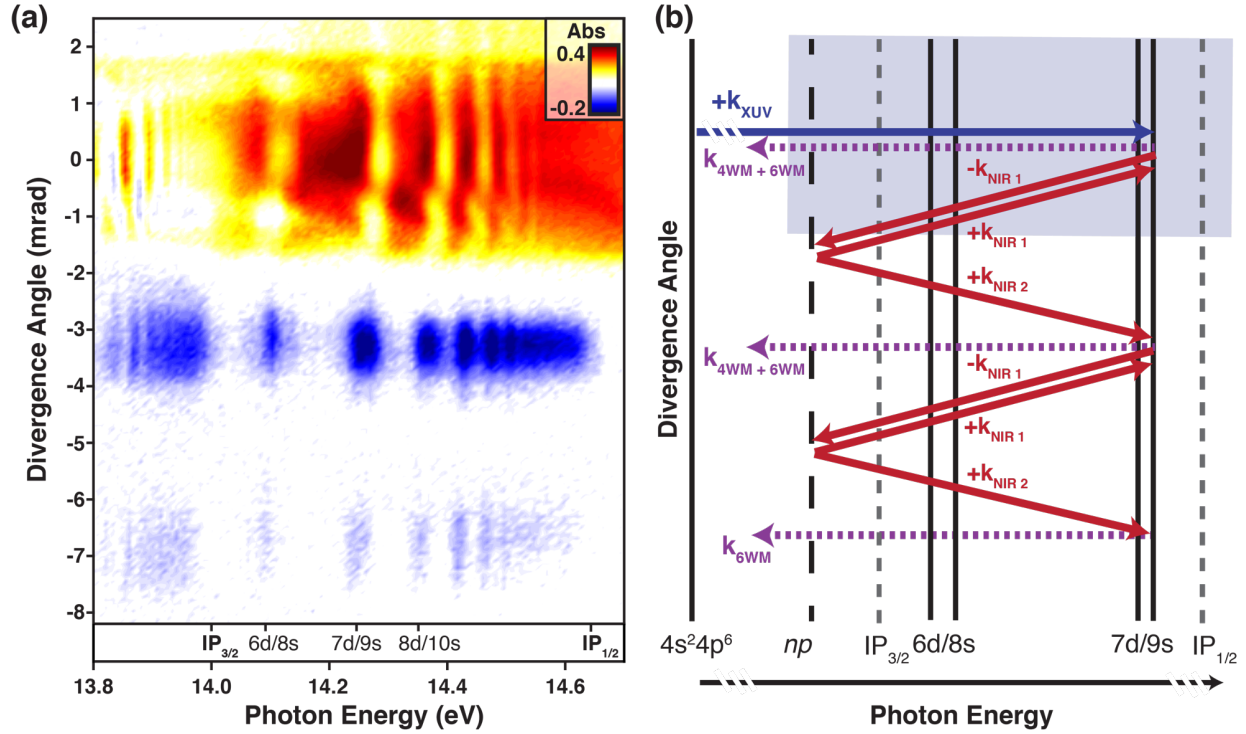 (a)
Abs
0.4
-0.2
2
1
0
-1
-2
-3
-4
-5
-6
-7
-8
Divergence Angle (mrad)
IP3/2 6d/8s 7d/9s 8d/10s IP1/2
13.8 14.0 14.2 14.4 14.6
Photon Energy (eV)
(b)
+kXUV
k4WM + 6WM
-kNIR 1
+kNIR 1
+kNIR 2
k4WM + 6WM
-kNIR 1
+kNIR 1
+kNIR 2
k6WM
Divergence Angle
4s²4p⁶ np IP3/2 6d/8s 7d/9s IP1/2
Photon Energy